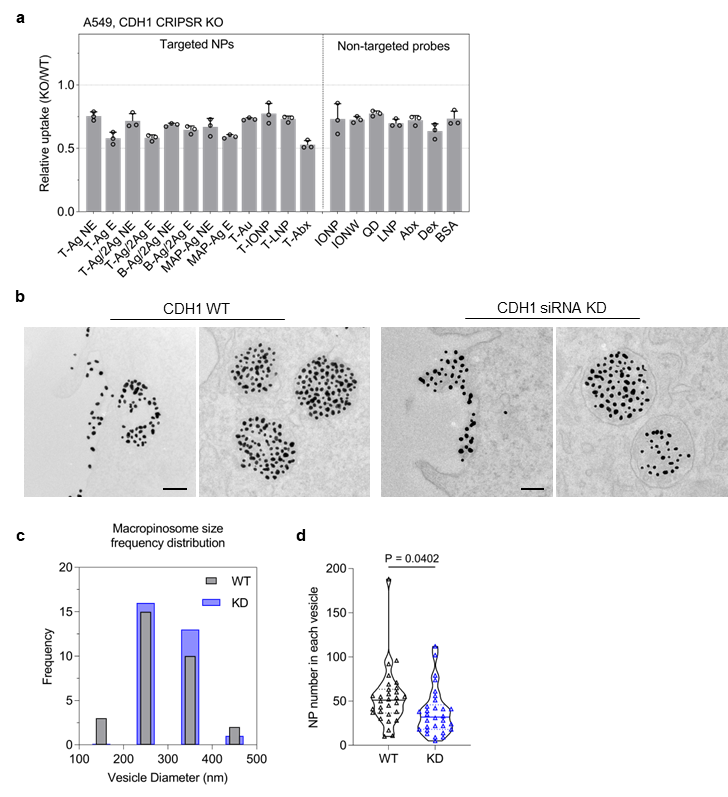 a
A549, CDH1 CRIPSR KO
Targeted NPs
Non-targeted probes
Relative uptake (KO/WT)
1.0
0.5
0.0
T-Ag NE
T-Ag E
T-Ag/2Ag NE
T-Ag/2Ag E
B-Ag/2Ag NE
B-Ag/2Ag E
MAP-Ag NE
MAP-Ag E
T-Au
T-IONP
T-LNP
T-Abx
IONP
IONW
QD
LNP
Abx
Dex
BSA
b
CDH1 WT
CDH1 siRNA KD
c
Macropinosome size
frequency distribution
Frequency
20
15
10
5
0
WT
KD
100
200
300
400
500
Vesicle Diameter (nm)
d
P = 0.0402
NP number in each vesicle
200
150
100
50
0
WT
KD